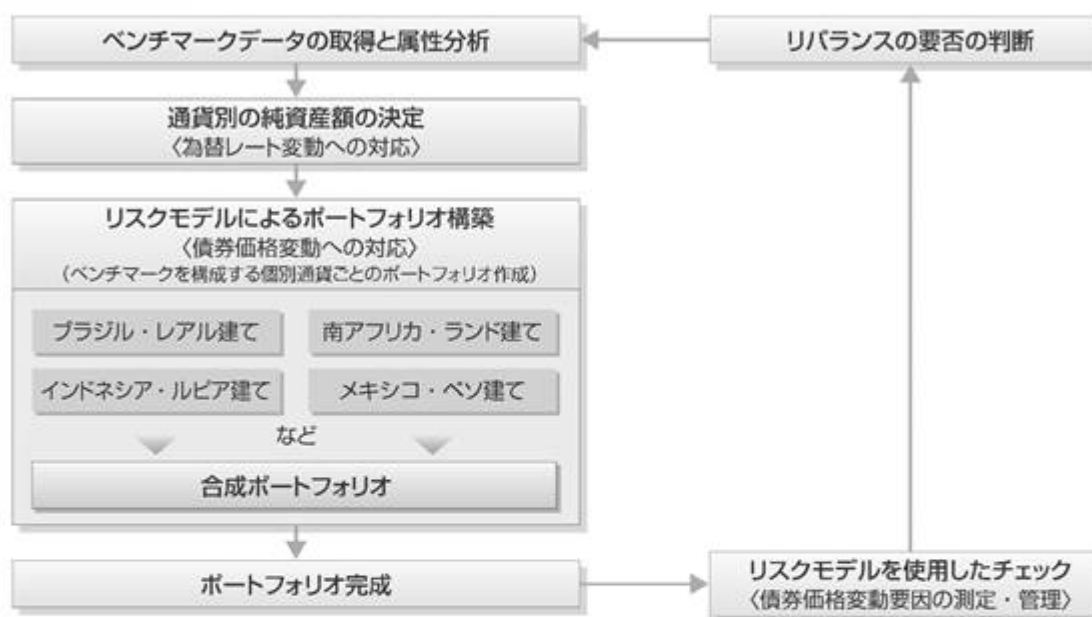 ベンチマークデータの取得と属性分析
リバランスの要否の判断
通貨別の純資産額の決定
〈為替レート変動への対応〉
リスクモデルによるポートフォリオ構築
〈債券価格変動への対応〉
(ベンチマークを構成する個別通貨ごとのポートフォリオ作成)
ブラジル・レアル建て
南アフリカ・ランド建て
インドネシア・ルピア建て
メキシコ・ペソ建て
など
合成ポートフォリオ
ポートフォリオ完成
リスクモデルを使用したチェック
〈債券価格変動要因の測定・管理〉